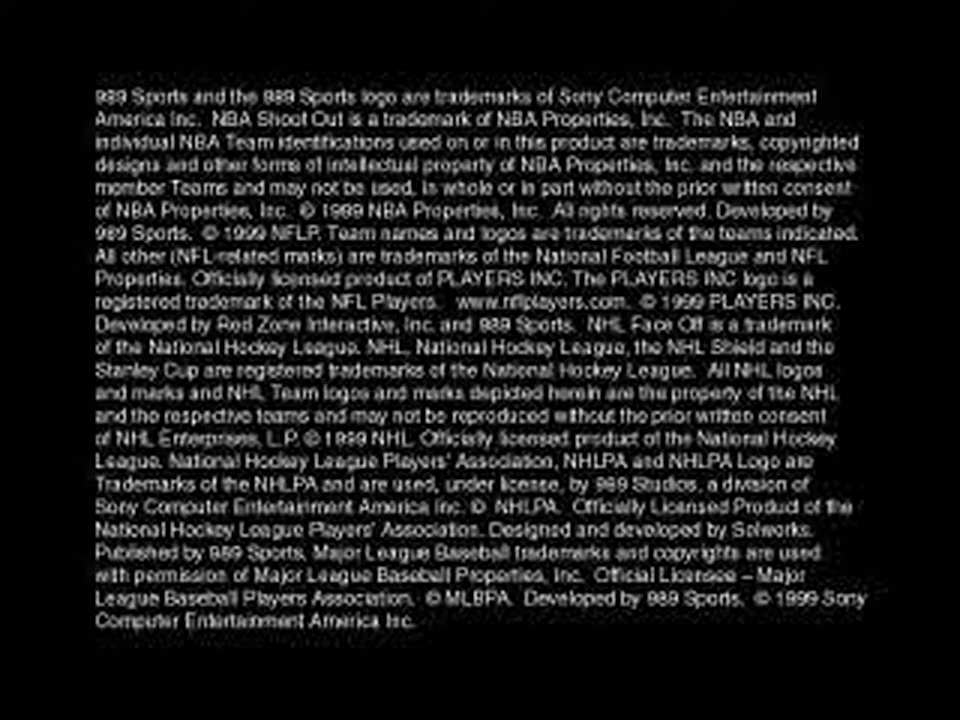 989 Sports and the 989 Sports logo are trademarks of Sony Computer Entertainment
America Inc. NBA Shoot Out is a trademark of NBA Properties, Inc. The NBA and
individual NBA Team identifications used on or in this product are trademarks, copyrighted
designs and other forms of intellectual property of NBA Properties, Inc. and the respective
member Teams and may not be used, in whole or in part without the prior written consent
of NBA Properties, Inc. © 1999 NBA Properties, Inc. All rights reserved. Developed by
989 Sports. © 1999 NFLP. Team names and logos are trademarks of the teams indicated.
All other (NFL-related marks) are trademarks of the National Football League and NFL
Properties. Officially licensed product of PLAYERS INC. The PLAYERS INC logo is a
registered trademark of the NFL Players. www.nflplayers.com. © 1999 PLAYERS INC.
Developed by Red Zone Interactive, Inc. and 989 Sports. NHL Face Off is a trademark
of the National Hockey League. NHL, National Hockey League, the NHL Shield and the
Stanley Cup are registered trademarks of the National Hockey League. All NHL logos
and marks and NHL Team logos and marks depicted herein are the property of the NHL
and the respective teams and may not be reproduced without the prior written consent
of NHL Enterprises, L.P. © 1999 NHL. Officially licensed product of the National Hockey
League. National Hockey League Players' Association, NHLPA and NHLPA Logo are
Trademarks of the NHLPA and are used, under license, by 989 Studios, a division of
Sony Computer Entertainment America Inc. © NHLPA. Officially Licensed Product of the
National Hockey League Players' Association. Designed and developed by Solworks.
Published by 989 Sports. Major League Baseball trademarks and copyrights are used
with permission of Major League Baseball Properties, Inc. Official Licensee – Major
League Baseball Players Association. © MLBPA. Developed by 989 Sports. © 1999 Sony
Computer Entertainment America Inc.